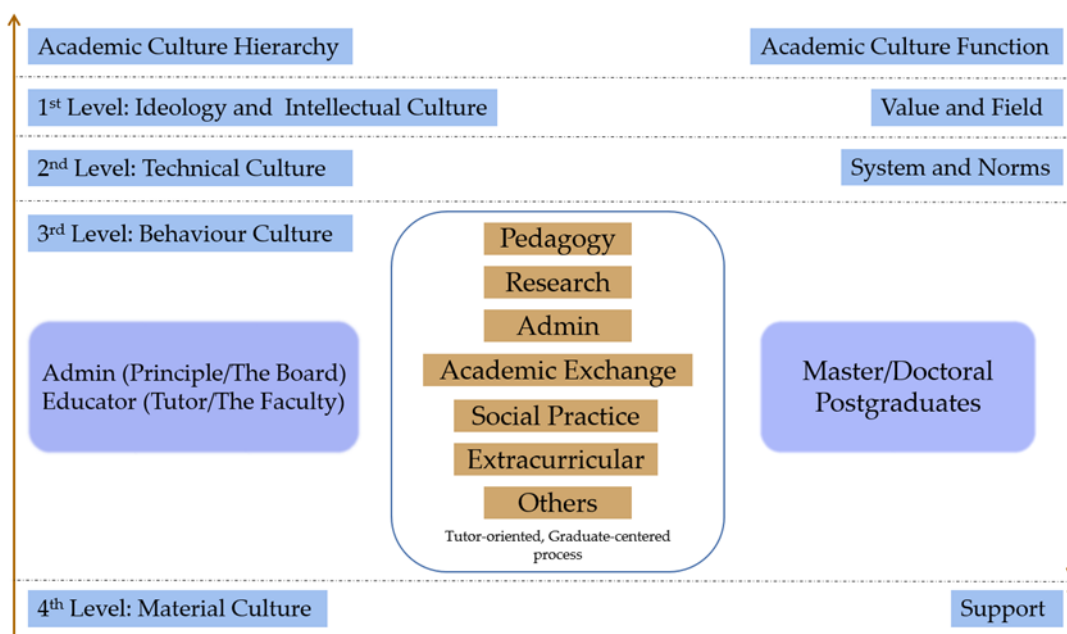 Academic Culture Hierarchy
Academic Culture Function
1st Level: Ideology and Intellectual Culture
Value and Field
2nd Level: Technical Culture
System and Norms
3rd Level: Behaviour Culture
Pedagogy
Research
Admin
Academic Exchange
Social Practice
Extracurricular
Others
Tutor-oriented, Graduate-centered
process
Admin (Principle/The Board)
Educator (Tutor/The Faculty)
Master/Doctoral
Postgraduates
4th Level: Material Culture
Support